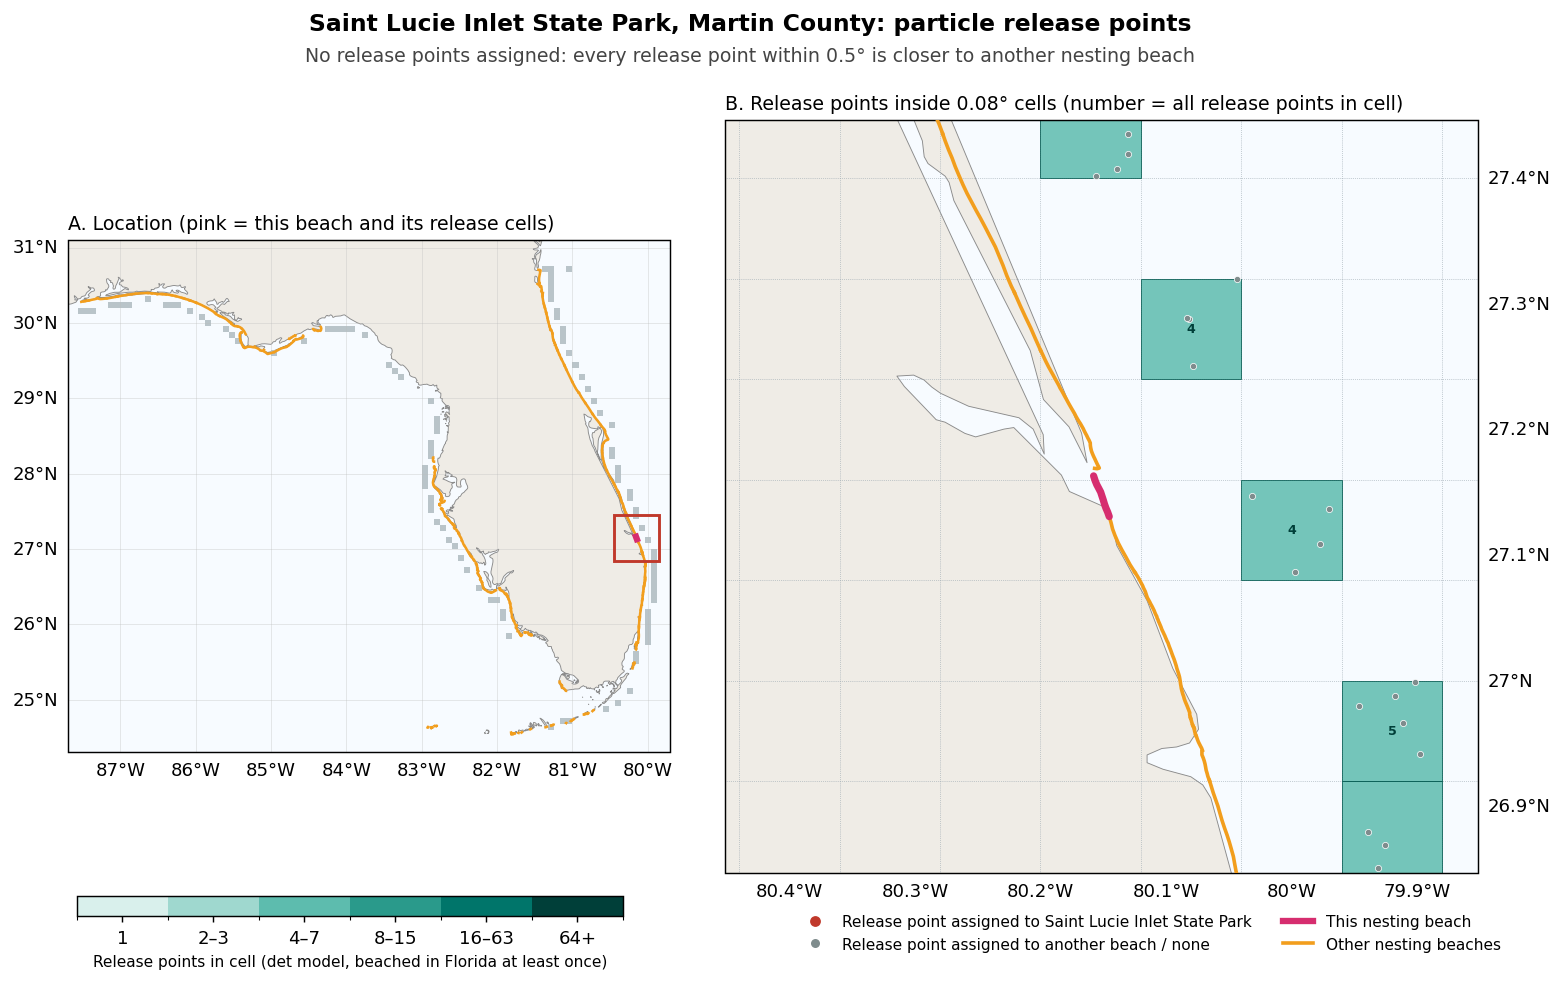 Saint Lucie Inlet State Park, Martin County: particle release points
No release points assigned: every release point within 0.5° is closer to another nesting beach
A. Location (pink = this beach and its release cells)
31°N
30°N
29°N
28°N
27°N
26°N
25°N
87°W 86°W 85°W 84°W 83°W 82°W 81°W 80°W
B. Release points inside 0.08° cells (number = all release points in cell)
4
4
5
27.4°N
27.3°N
27.2°N
27.1°N
27°N
26.9°N
80.4°W 80.3°W 80.2°W 80.1°W 80°W 79.9°W
1 2–3 4–7 8–15 16–63 64+
Release points in cell (det model, beached in Florida at least once)
Release point assigned to Saint Lucie Inlet State Park
Release point assigned to another beach / none
This nesting beach
Other nesting beaches